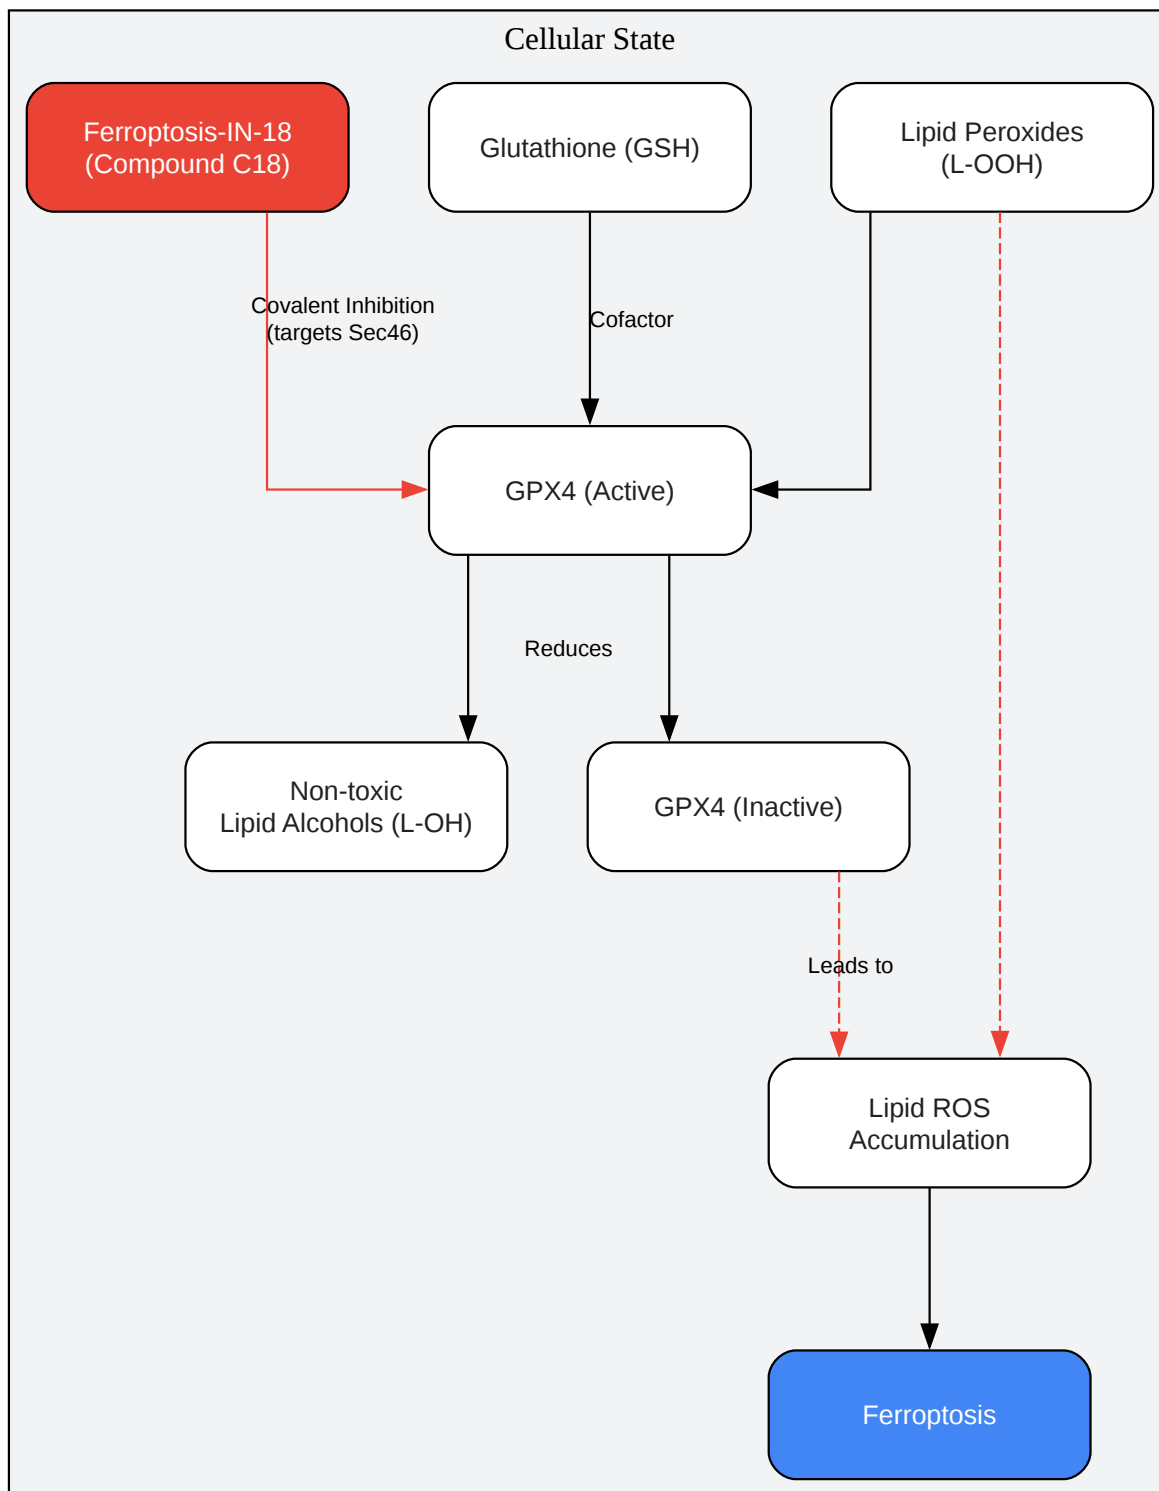 Cellular State
Ferroptosis-IN-18
(Compound C18)
Glutathione (GSH)
Lipid Peroxides
(L-OOH)
Covalent Inhibition
(targets Sec46)
Cofactor
GPX4 (Active)
Reduces
Non-toxic
Lipid Alcohols (L-OH)
GPX4 (Inactive)
Leads to
Lipid ROS
Accumulation
Ferroptosis